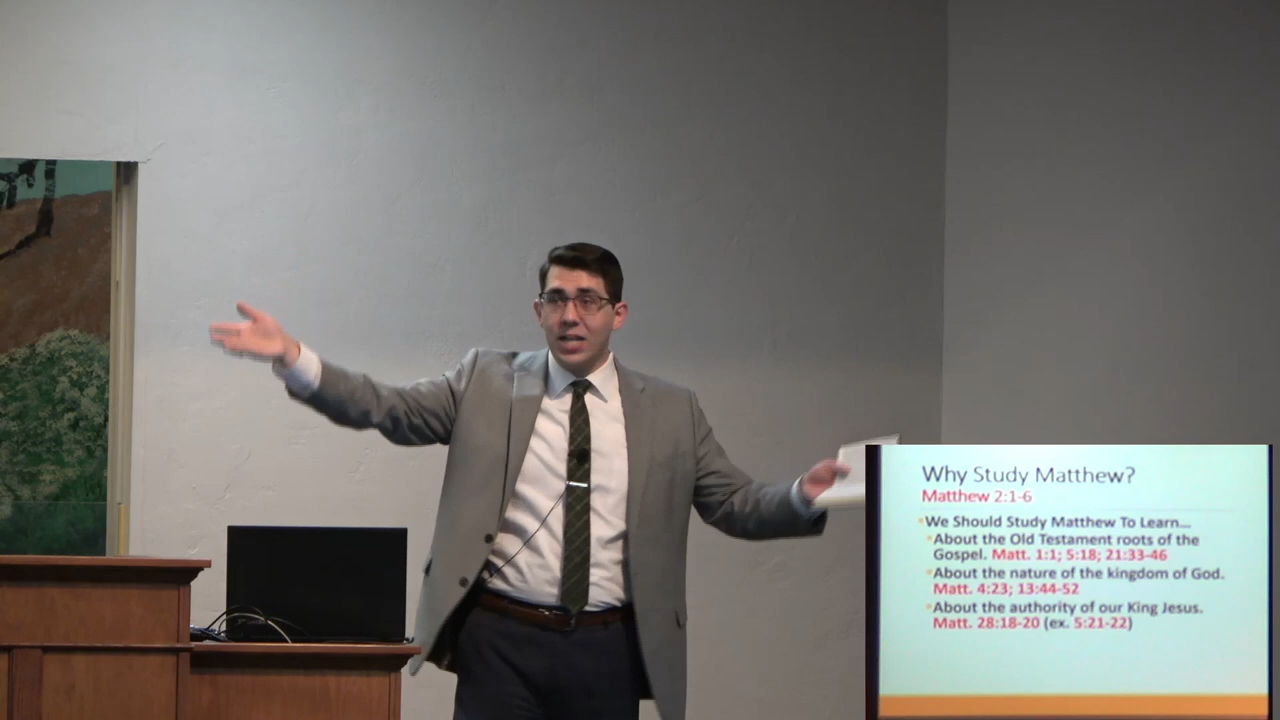 Why Study Matthew?
Matthew 2:1-6
We Should Study Matthew To Learn...
About the Old Testament roots of the
Gospel. Matt. 1:1; 5:18; 21:33-46
About the nature of the kingdom of God.
Matt. 4:23; 13:44-52
About the authority of our King Jesus.
Matt. 28:18-20 (ex. 5:21-22)